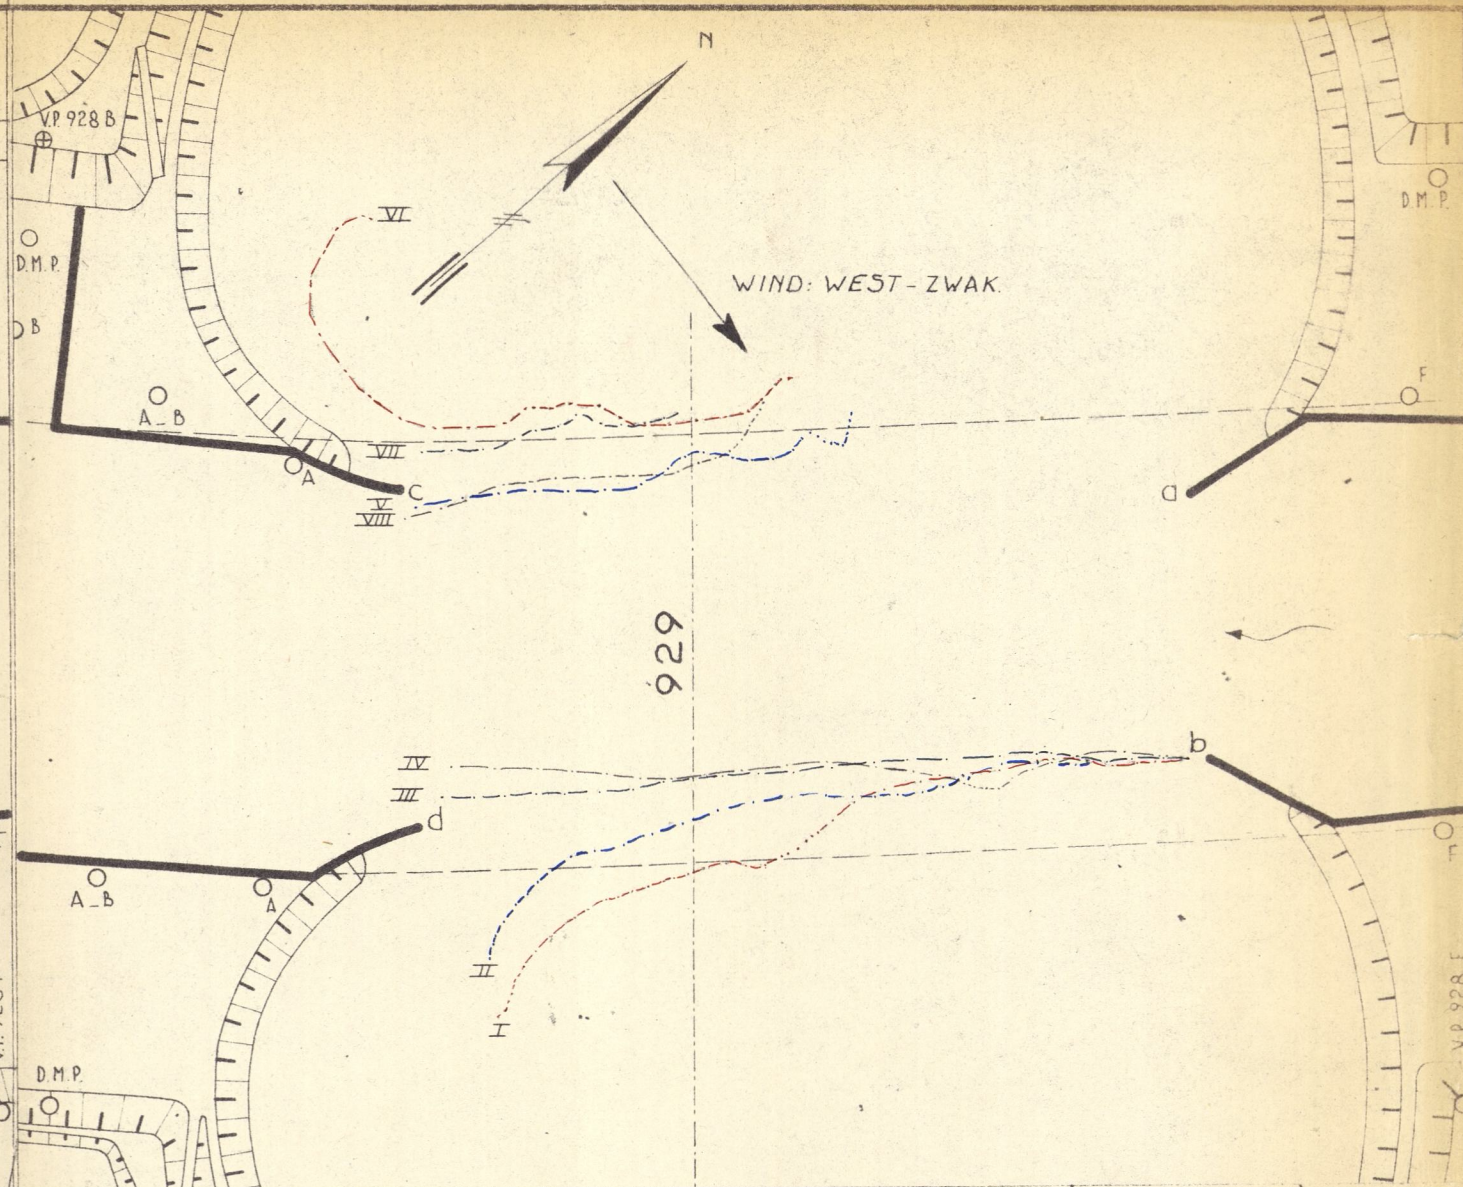 N
V.P. 928 B
D.M.P.
D.M.P.
VI
WIND: WEST-ZWAK.
B
F
A_B
VII
A
c
a
V
VIII
929
b
IV
III
d
F
A_B
A
II
I
V.P. 928 E
D.M.P.